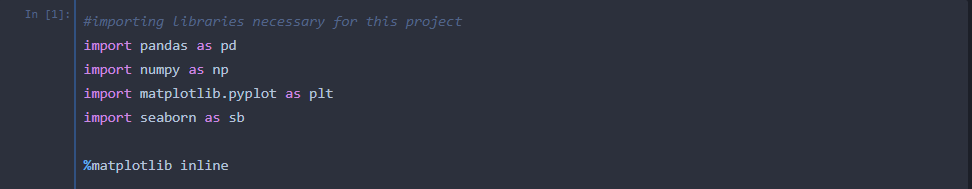 In [1]:
#importing libraries necessary for this project
import pandas as pd
import numpy as np
import matplotlib.pyplot as plt
import seaborn as sb
%matplotlib inline